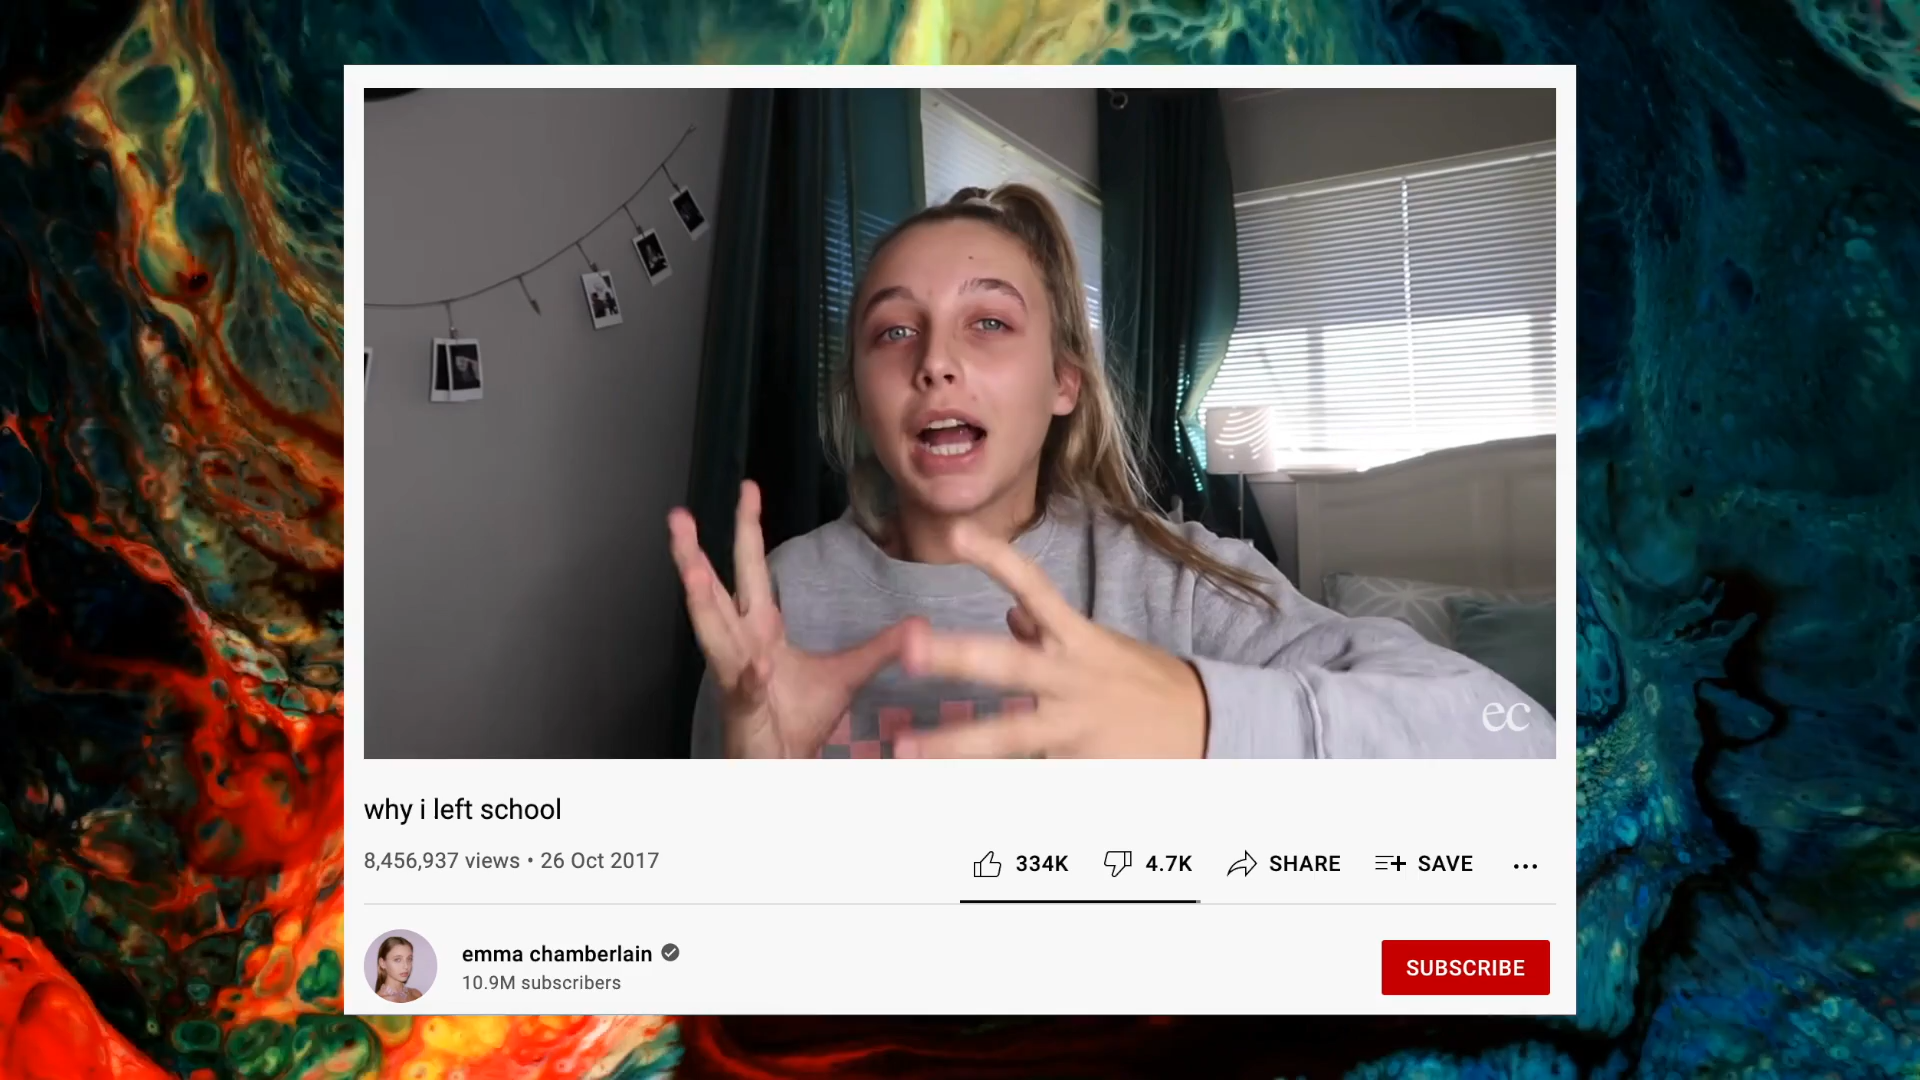 ec
why i left school
8,456,937 views • 26 Oct 2017
334K 4.7K SHARE SAVE ...
emma chamberlain
10.9M subscribers
SUBSCRIBE